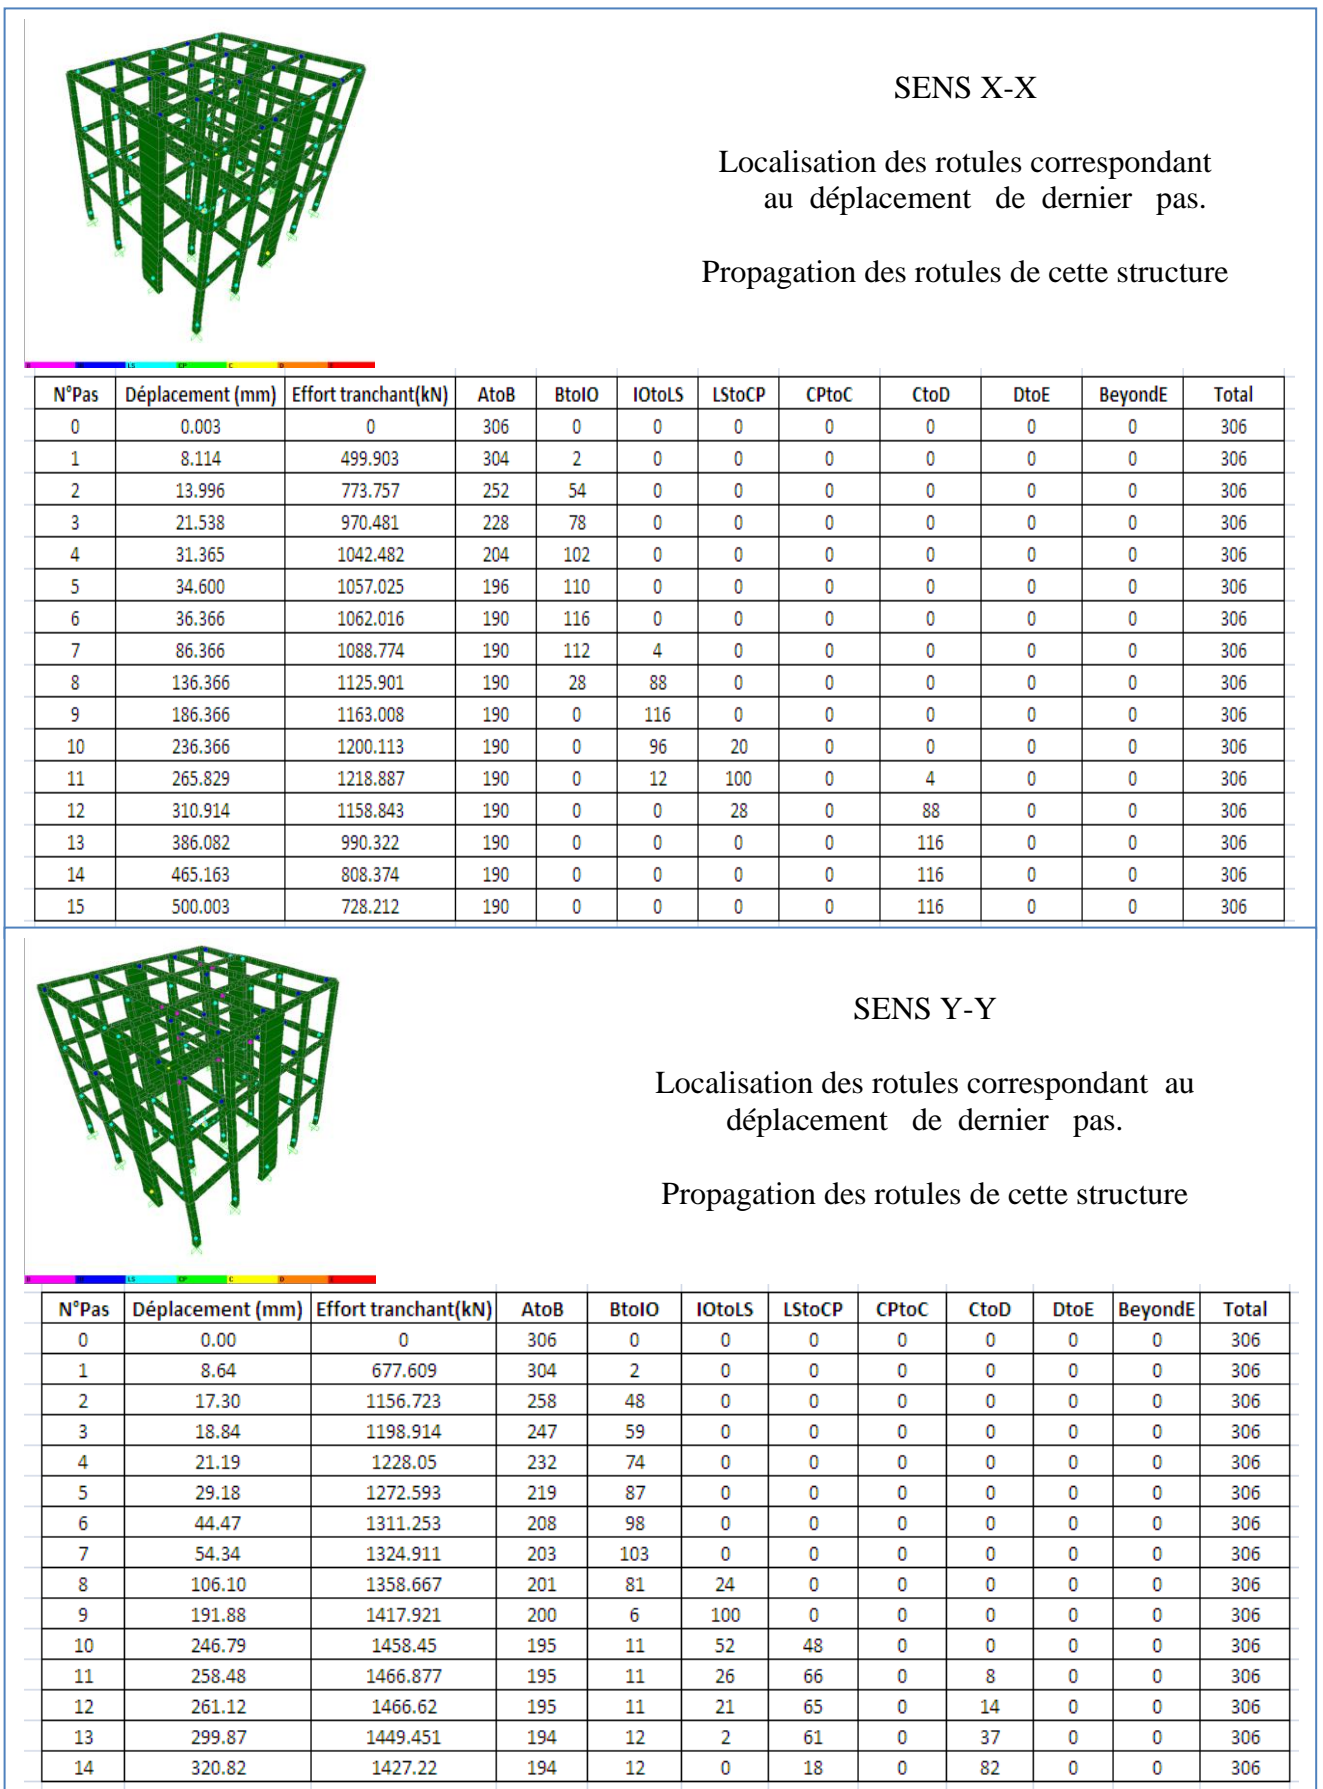 SENS X-X
Localisation des rotules correspondant
au déplacement de dernier pas.
Propagation des rotules de cette structure
LS CP C D
N°Pas Déplacement (mm) Effort tranchant(kN) AtoB BtoIO IOtoLS LStoCP CPtoC CtoD DtoE BeyondE Total
0 0.003 0 306 0 0 0 0 0 0 0 306
1 8.114 499.903 304 2 0 0 0 0 0 0 306
2 13.996 773.757 252 54 0 0 0 0 0 0 306
3 21.538 970.481 228 78 0 0 0 0 0 0 306
4 31.365 1042.482 204 102 0 0 0 0 0 0 306
5 34.600 1057.025 196 110 0 0 0 0 0 0 306
6 36.366 1062.016 190 116 0 0 0 0 0 0 306
7 86.366 1088.774 190 112 4 0 0 0 0 0 306
8 136.366 1125.901 190 28 88 0 0 0 0 0 306
9 186.366 1163.008 190 0 116 0 0 0 0 0 306
10 236.366 1200.113 190 0 96 20 0 0 0 0 306
11 265.829 1218.887 190 0 12 100 0 4 0 0 306
12 310.914 1158.843 190 0 0 28 0 88 0 0 306
13 386.082 990.322 190 0 0 0 0 116 0 0 306
14 465.163 808.374 190 0 0 0 0 116 0 0 306
15 500.003 728.212 190 0 0 0 0 116 0 0 306
SENS Y-Y
Localisation des rotules correspondant au
déplacement de dernier pas.
Propagation des rotules de cette structure
LS CP C D
N°Pas Déplacement (mm) Effort tranchant(kN) AtoB BtoIO IOtoLS LStoCP CPtoC CtoD DtoE BeyondE Total
0 0.00 0 306 0 0 0 0 0 0 0 306
1 8.64 677.609 304 2 0 0 0 0 0 0 306
2 17.30 1156.723 258 48 0 0 0 0 0 0 306
3 18.84 1198.914 247 59 0 0 0 0 0 0 306
4 21.19 1228.05 232 74 0 0 0 0 0 0 306
5 29.18 1272.593 219 87 0 0 0 0 0 0 306
6 44.47 1311.253 208 98 0 0 0 0 0 0 306
7 54.34 1324.911 203 103 0 0 0 0 0 0 306
8 106.10 1358.667 201 81 24 0 0 0 0 0 306
9 191.88 1417.921 200 6 100 0 0 0 0 0 306
10 246.79 1458.45 195 11 52 48 0 0 0 0 306
11 258.48 1466.877 195 11 26 66 0 8 0 0 306
12 261.12 1466.62 195 11 21 65 0 14 0 0 306
13 299.87 1449.451 194 12 2 61 0 37 0 0 306
14 320.82 1427.22 194 12 0 18 0 82 0 0 306